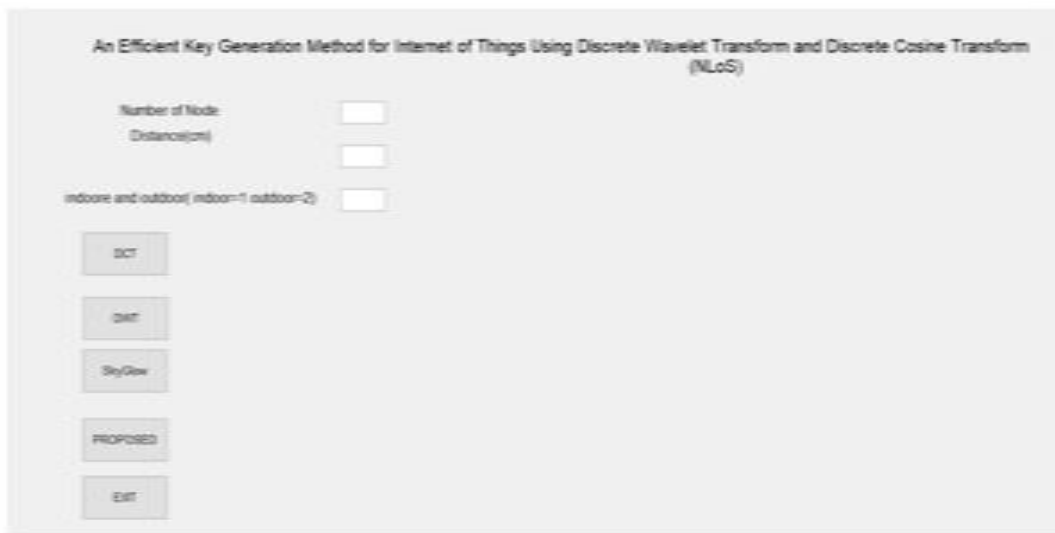 An Efficient Key Generation Method for Internet of Things Using Discrete Wavelet Transform and Discrete Cosine Transform
(NLoS)
Number of Node
Distance(cm)
indoore and outdoor( indoor=1 outdoor=2)
DCT
DWT
SkyGlow
PROPOSED
EXIT